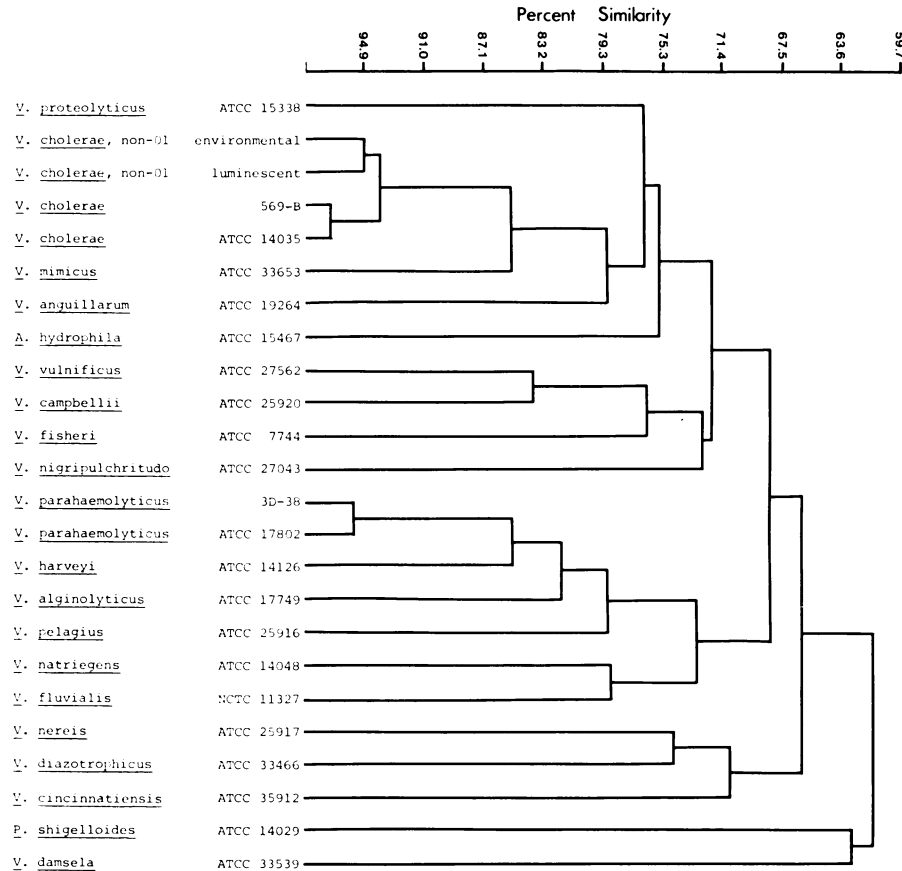 Percent Similarity
94.9 91.0 87.1 83.2 79.3 75.3 71.4 67.5 63.6 59.7
V. proteolyticus ATCC 15338
V. cholerae, non-01 environmental
V. cholerae, non-01 luminescent
V. cholerae 569-B
V. cholerae ATCC 14035
V. mimicus ATCC 33653
V. anguillarum ATCC 19264
A. hydrophila ATCC 15467
V. vulnificus ATCC 27562
V. campbellii ATCC 25920
V. fisheri ATCC 7744
V. nigripulchritudo ATCC 27043
V. parahaemolyticus 3D-38
V. parahaemolyticus ATCC 17802
V. harveyi ATCC 14126
V. alginolyticus ATCC 17749
V. pelagius ATCC 25916
V. natriegens ATCC 14048
V. fluvialis NCTC 11327
V. nereis ATCC 25917
V. diazotrophicus ATCC 33466
V. cincinnatiensis ATCC 35912
P. shigelloides ATCC 14029
V. damsela ATCC 33539